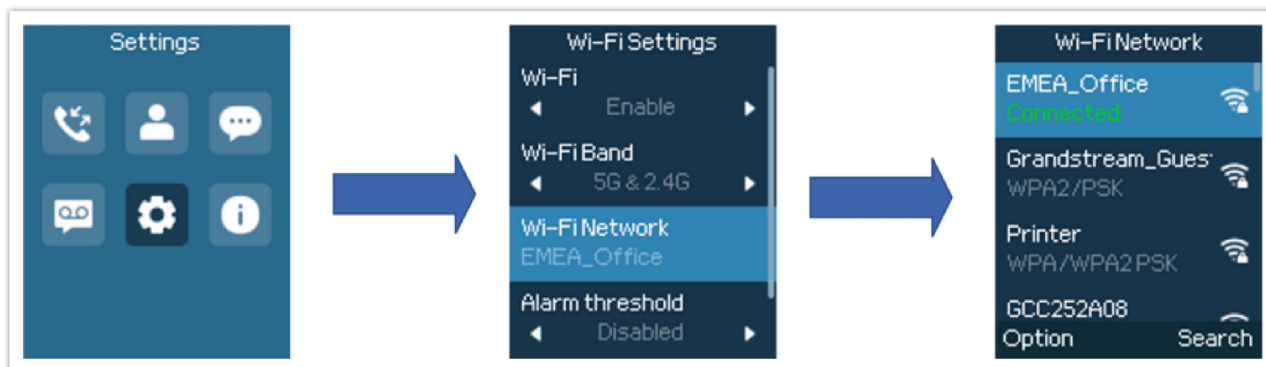 Settings
Wi-Fi Settings
Wi-Fi
Enable
Wi-Fi Band
5G & 2.4G
Wi-Fi Network
EMEA_Office
Alarm threshold
Disabled
Wi-Fi Network
EMEA_Office
Connected
Grandstream_Gues
WPA2/PSK
Printer
WPA/WPA2 PSK
GCC252A08
Option Search